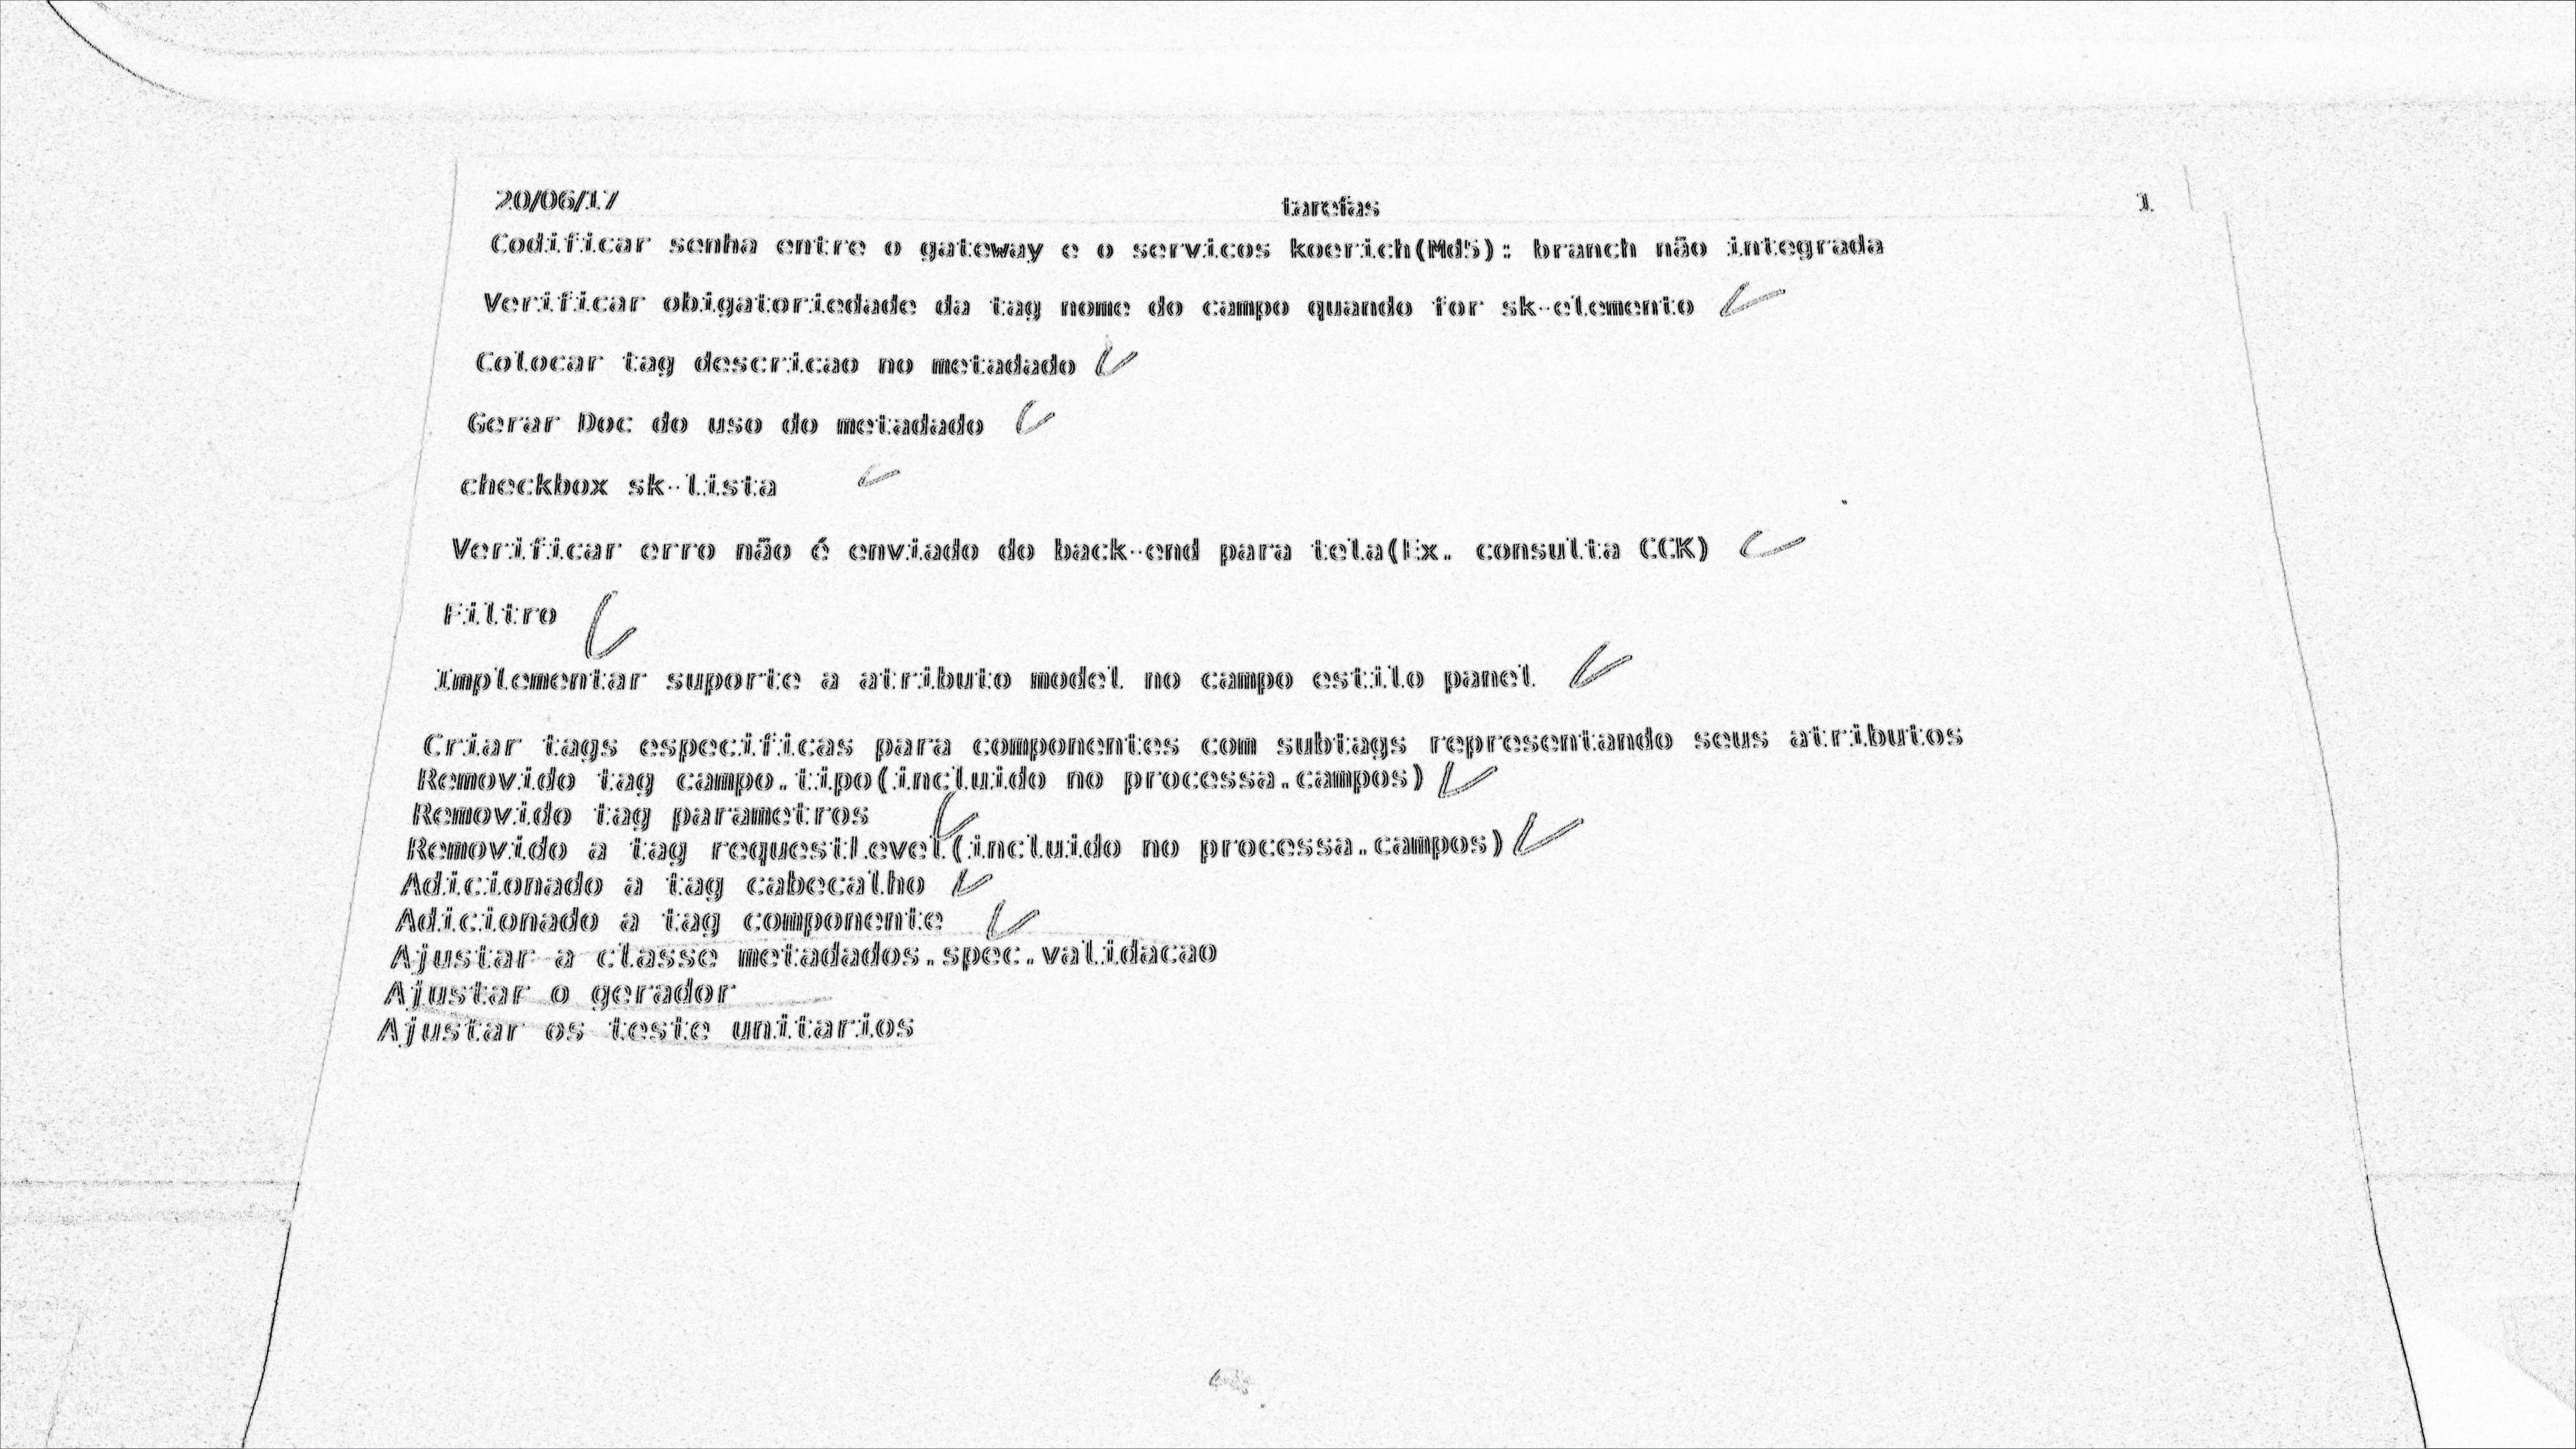 20/06/17 tarefas 1
Codificar senha entre o gateway e o servicos koerich(Md5): branch não integrada
Verificar obigatoriedade da tag nome do campo quando for sk-elemento
Colocar tag descricao no metadado
Gerar Doc do uso do metadado
checkbox sk-lista
Verificar erro não é enviado do back-end para tela(Ex. consulta CCK)
Filtro
Implementar suporte a atributo model no campo estilo panel
Criar tags especificas para componentes com subtags representando seus atributos
Removido tag campo.tipo(incluido no processa.campos)
Removido tag parametros
Removido a tag requestLevel(incluido no processa.campos)
Adicionado a tag cabecalho
Adicionado a tag componente
Ajustar a classe metadados.spec.validacao
Ajustar o gerador
Ajustar os teste unitarios